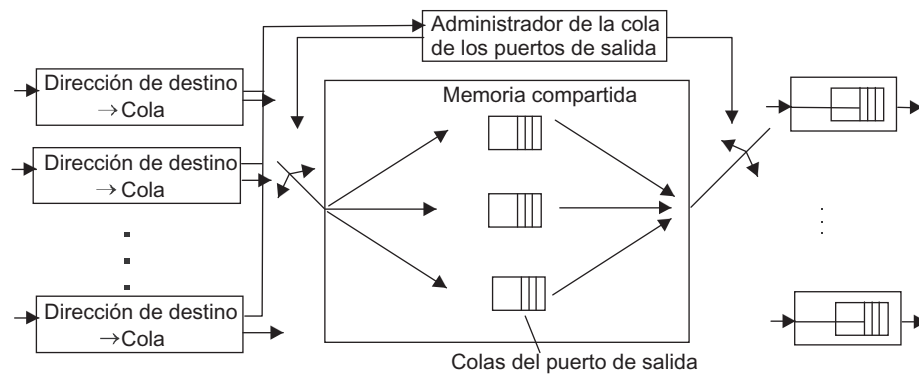 Administrador de la cola
de los puertos de salida
Dirección de destino
→Cola
Memoria compartida
Dirección de destino
→Cola
Dirección de destino
→Cola
Colas del puerto de salida